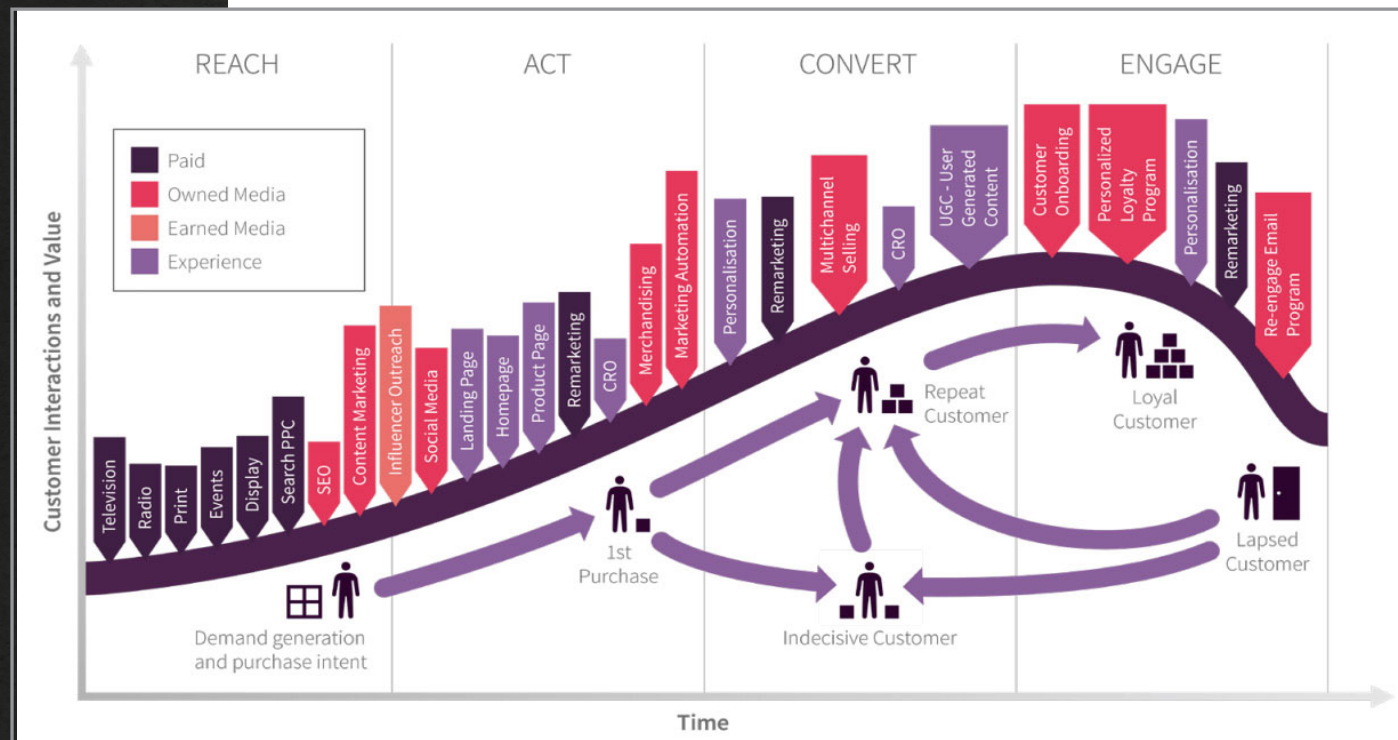 REACH
ACT
CONVERT
ENGAGE
Paid
Owned Media
Earned Media
Experience
Customer Interactions and Value
Television
Radio
Print
Events
Display
Search PPC
SEO
Content Marketing
Influencer Outreach
Social Media
Landing Page
Homepage
Product Page
Remarketing
CRO
Merchandising
Marketing Automation
Personalisation
Remarketing
Multichannel
Selling
CRO
UGC - User
Generated
Content
Customer
Onboarding
Personalized
Loyalty
Program
Personalisation
Remarketing
Re-engage Email
Program
Demand generation
and purchase intent
1st
Purchase
Repeat
Customer
Indecisive Customer
Loyal
Customer
Lapsed
Customer
Time